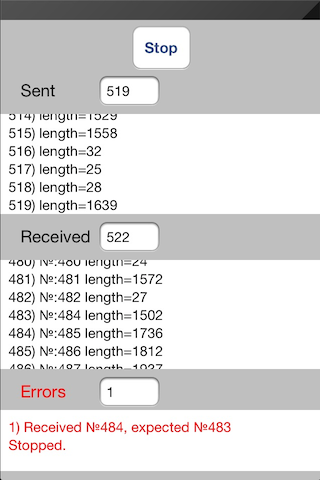 Stop
Sent 519
514) length=1529
515) length=1558
516) length=32
517) length=25
518) length=28
519) length=1639
Received 522
480) №:480 length=24
481) №:481 length=1572
482) №:482 length=27
483) №:484 length=1502
484) №:485 length=1736
485) №:486 length=1812
486) №:487 length=1937
Errors 1
1) Received №484, expected №483
Stopped.